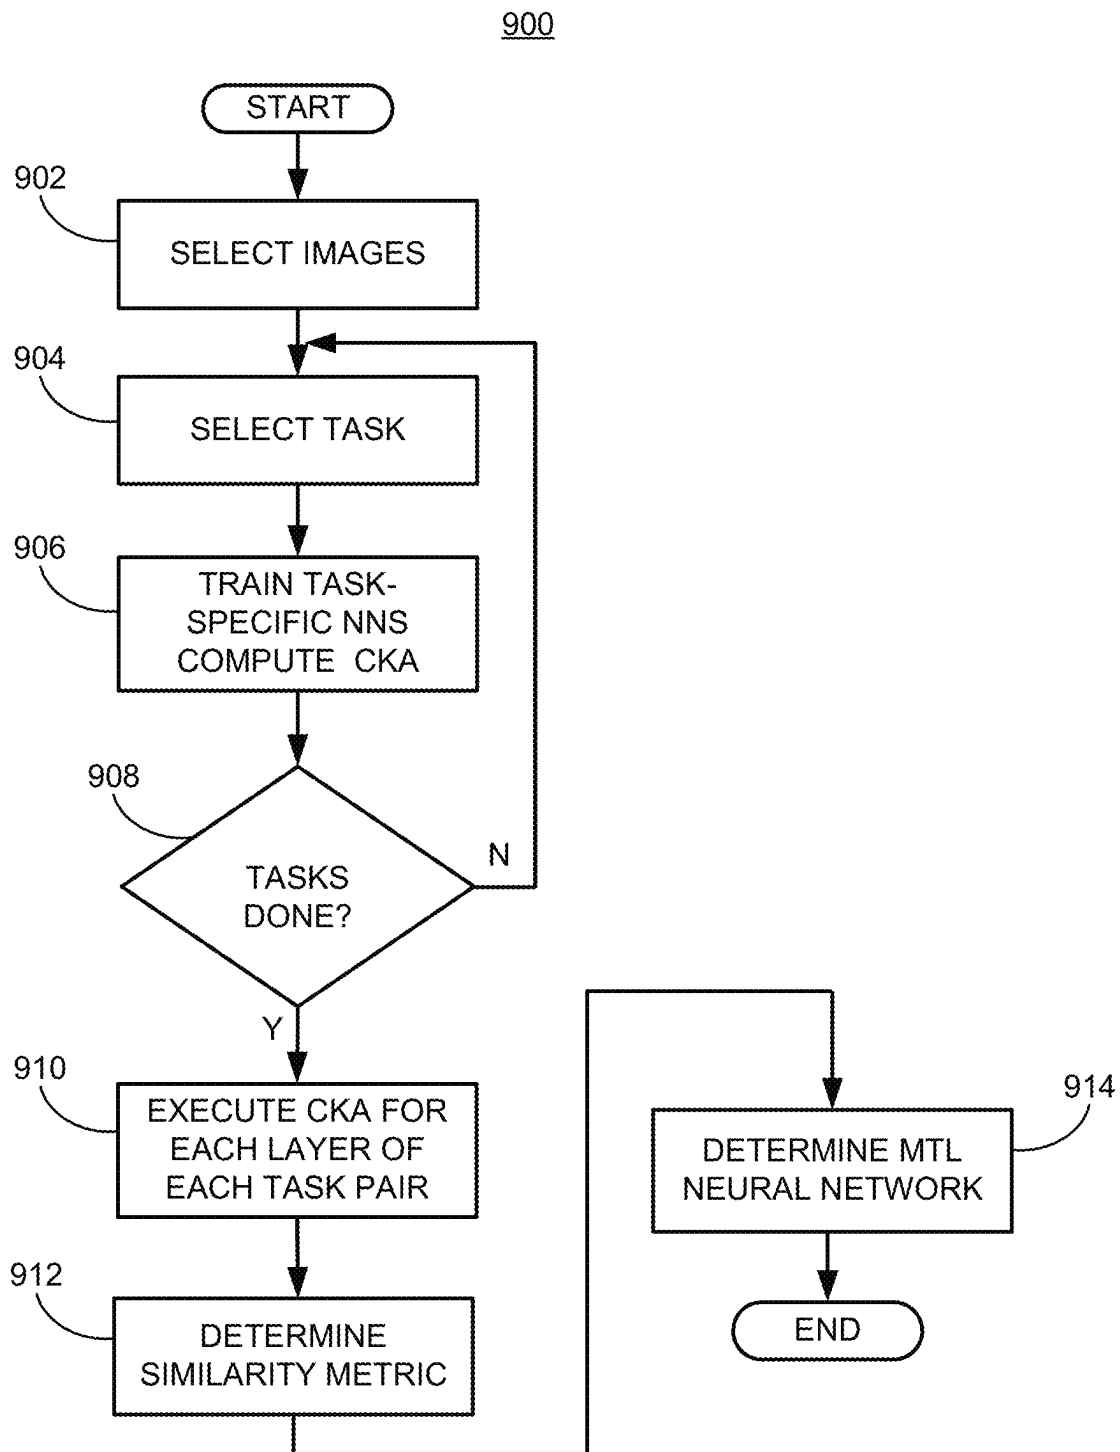 900
START
902
SELECT IMAGES
904
SELECT TASK
906
TRAIN TASK-
SPECIFIC NNS
COMPUTE CKA
908
TASKS
DONE?
N
Y
910
EXECUTE CKA FOR
EACH LAYER OF
EACH TASK PAIR
912
DETERMINE
SIMILARITY METRIC
914
DETERMINE MTL
NEURAL NETWORK
END